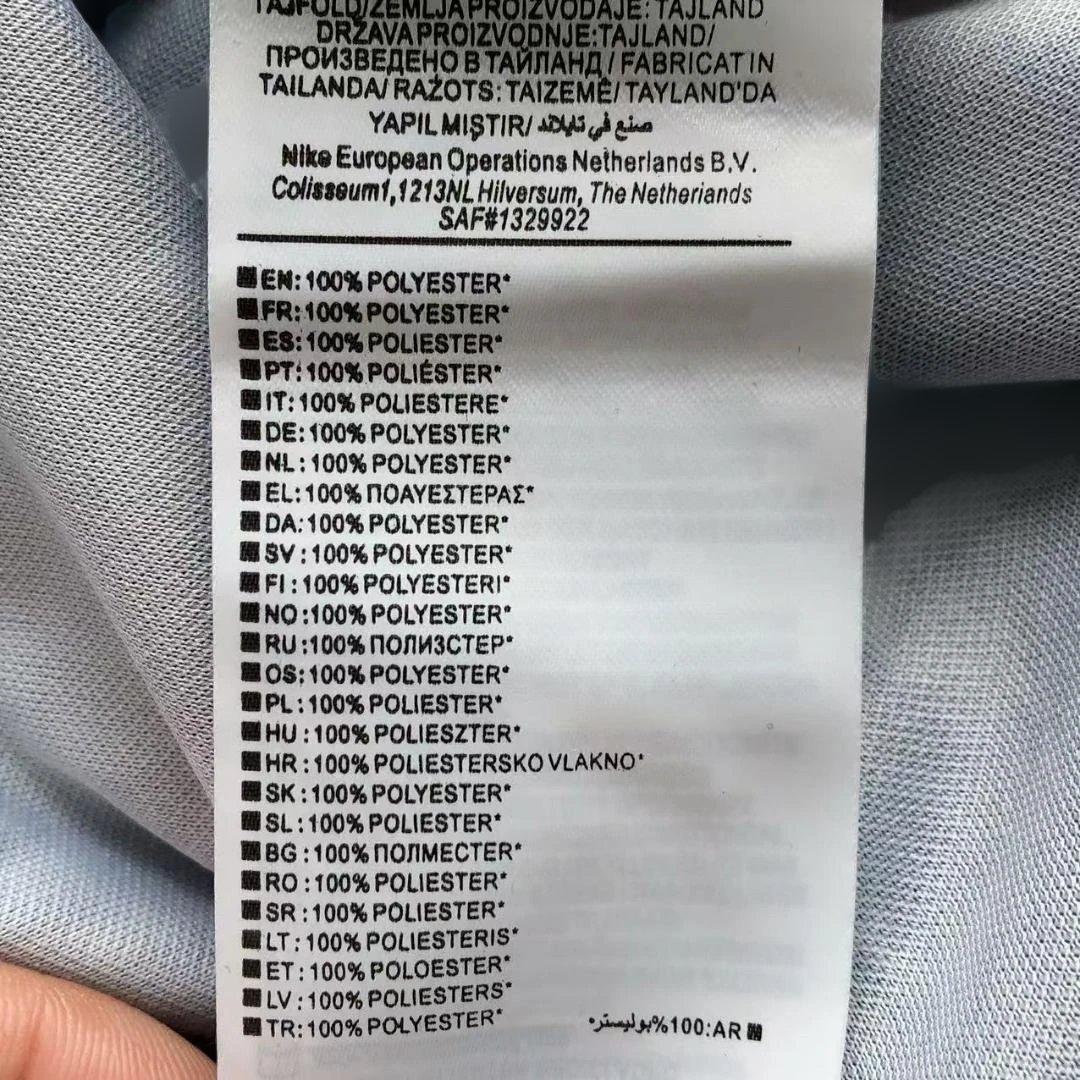 TAJFÖLD/ZEMLJA PROIZVODAJE: TAJLAND
DRŽAVA PROIZVODNJE:TAJLAND/
ПРОИЗВЕДЕНО В ТАЙЛАНД / FABRICAT IN
TAILANDA/ RAŽOTS: TAIZEMĒ/ TAYLAND'DA
YAPILMIŞTIR/ صنع في تايلاند
Nike European Operations Netherlands B.V.
Colisseum1,1213NL Hilversum, The Netherlands
SAF#1329922
EN: 100% POLYESTER*
FR: 100% POLYESTER*
ES: 100% POLIESTER*
PT: 100% POLIÉSTER*
IT: 100% POLIESTERE*
DE: 100% POLYESTER*
NL: 100% POLYESTER*
EL: 100% ΠΟΛΥΕΣΤΕΡΑΣ*
DA: 100% POLYESTER*
SV : 100% POLYESTER*
FI : 100% POLYESTERI*
NO :100% POLYESTER*
RU :100% ПОЛИЗСТЕР*
OS: 100% POLYESTER*
PL : 100% POLIESTER*
HU : 100% POLIESZTER*
HR : 100% POLIESTERSKO VLAKNO*
SK : 100% POLYESTER*
SL : 100% POLIESTER*
BG : 100% ПОЛМЕСТЕР*
RO : 100% POLIESTER*
SR : 100% POLIESTER*
LT : 100% POLIESTERIS*
ET : 100% POLOESTER*
LV : 100% POLIESTERS*
TR: 100% POLYESTER*
AR:100%بوليستر*